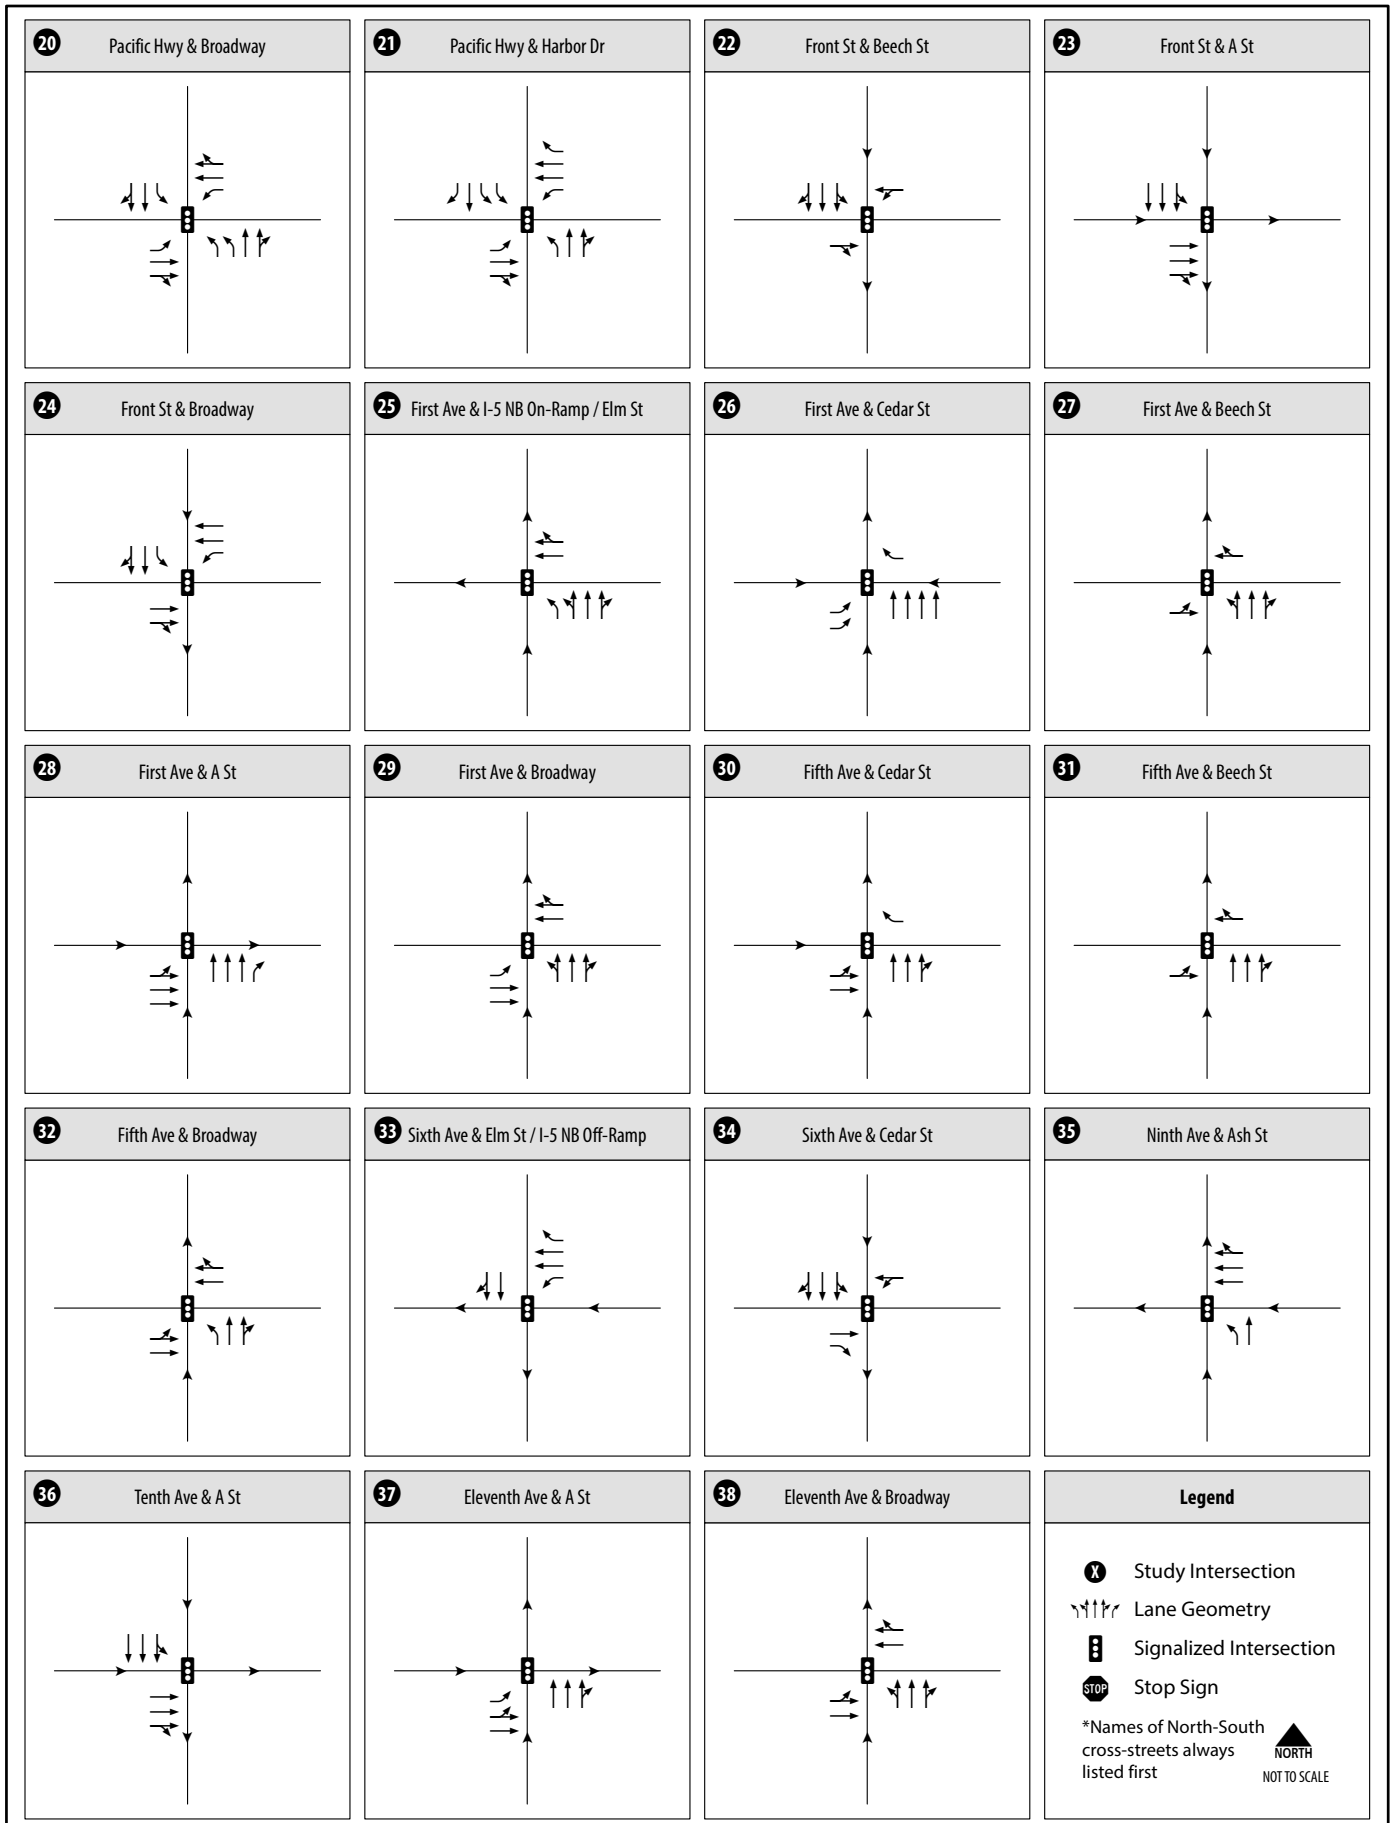 20 Pacific Hwy & Broadway
21 Pacific Hwy & Harbor Dr
22 Front St & Beech St
23 Front St & A St
24 Front St & Broadway
25 First Ave & I-5 NB On-Ramp / Elm St
26 First Ave & Cedar St
27 First Ave & Beech St
28 First Ave & A St
29 First Ave & Broadway
30 Fifth Ave & Cedar St
31 Fifth Ave & Beech St
32 Fifth Ave & Broadway
33 Sixth Ave & Elm St / I-5 NB Off-Ramp
34 Sixth Ave & Cedar St
35 Ninth Ave & Ash St
36 Tenth Ave & A St
37 Eleventh Ave & A St
38 Eleventh Ave & Broadway
Legend
X Study Intersection
Lane Geometry
Signalized Intersection
STOP Stop Sign
*Names of North-South
cross-streets always
listed first
NORTH
NOT TO SCALE